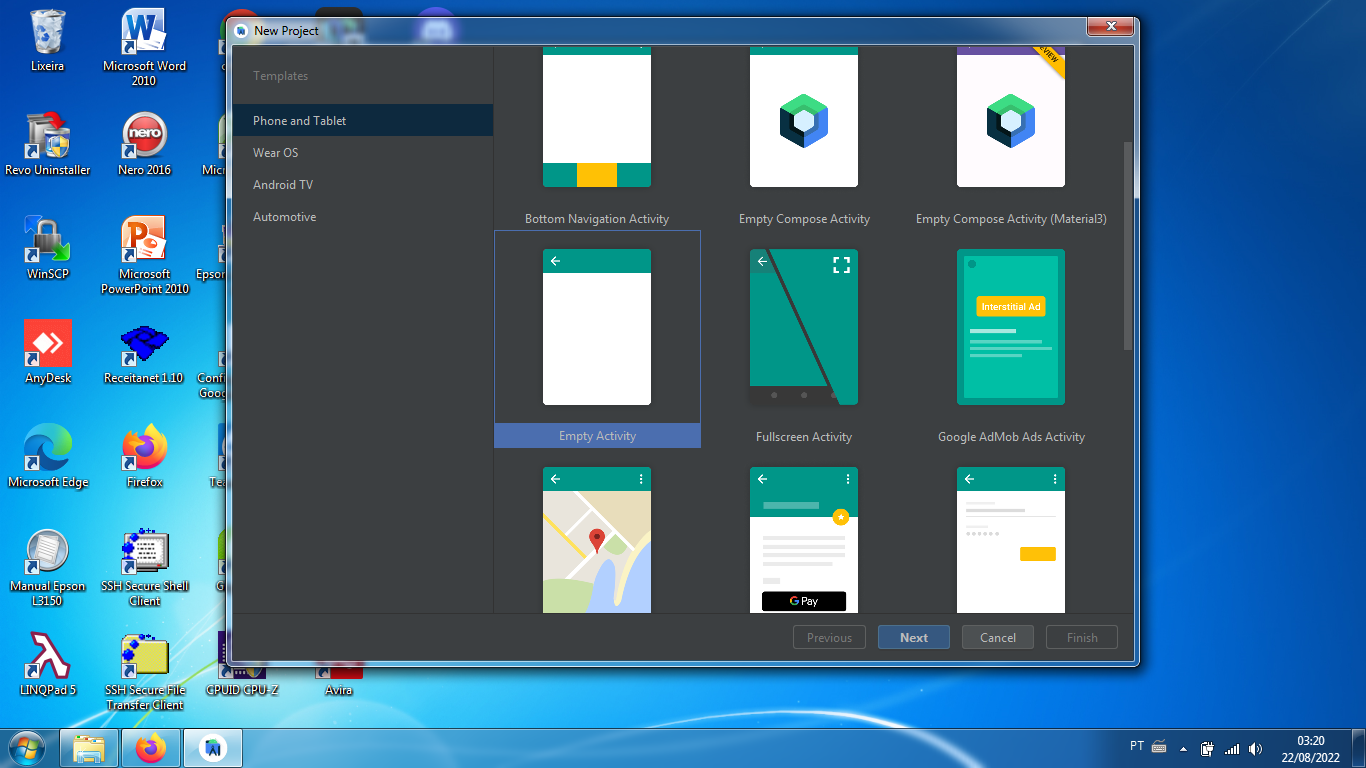 New Project
Lixeira
Microsoft Word
2010
Revo Uninstaller
Nero 2016
WinSCP
Microsoft
PowerPoint 2010
AnyDesk
Receitanet 1.10
Microsoft Edge
Firefox
Manual Epson
L3150
SSH Secure Shell
Client
LINQPad 5
SSH Secure File
Transfer Client
CPUID CPU-Z
Avira
nero
Templates
Phone and Tablet
Wear OS
Android TV
Automotive
Bottom Navigation Activity
Empty Compose Activity
Empty Compose Activity (Material3)
Empty Activity
Fullscreen Activity
Interstitial Ad
Google AdMob Ads Activity
G Pay
Previous
Next
Cancel
Finish
PT
03:20
22/08/2022